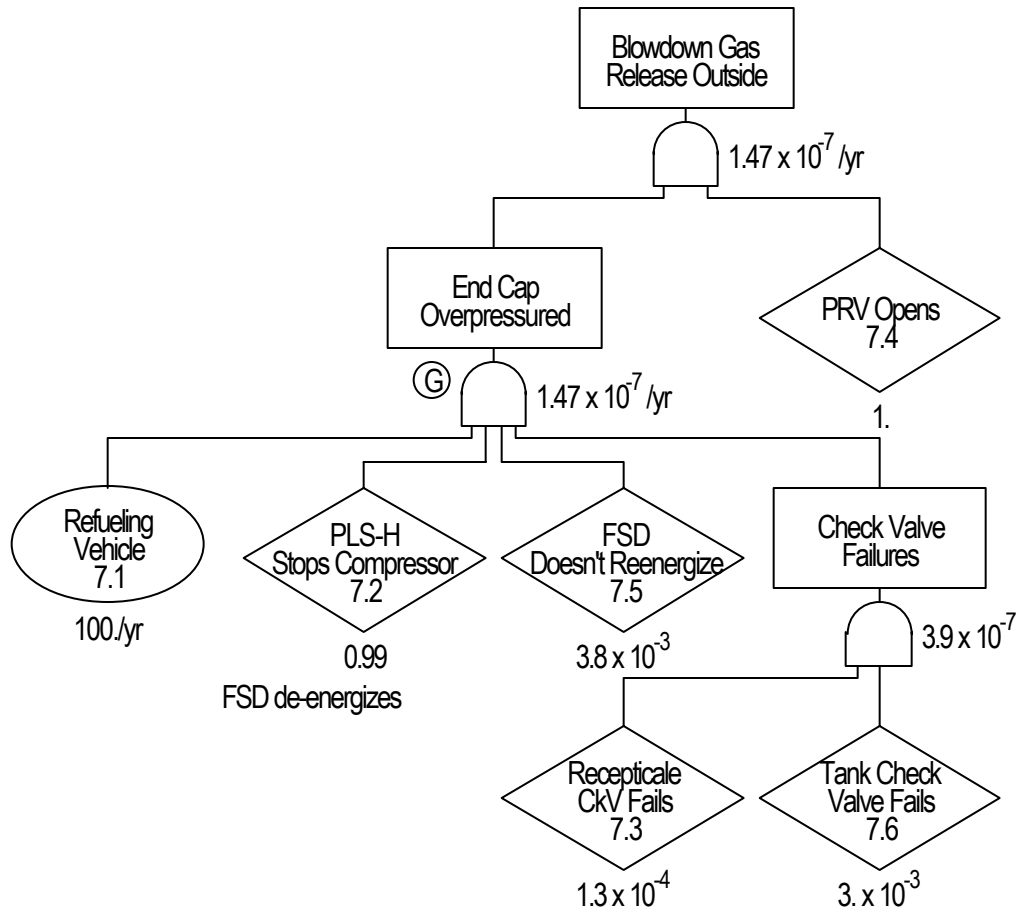 Blowdown Gas
Release Outside
1.47 x 10⁻⁷ /yr
End Cap
Overpressured
PRV Opens
7.4
G
1.47 x 10⁻⁷ /yr
1.
Refueling
Vehicle
7.1
PLS-H
Stops Compressor
7.2
FSD
Doesn't Reenergize
7.5
Check Valve
Failures
100./yr
0.99
3.8 x 10⁻³
3.9 x 10⁻⁷
FSD de-energizes
Recepticale
CkV Fails
7.3
Tank Check
Valve Fails
7.6
1.3 x 10⁻⁴
3. x 10⁻³